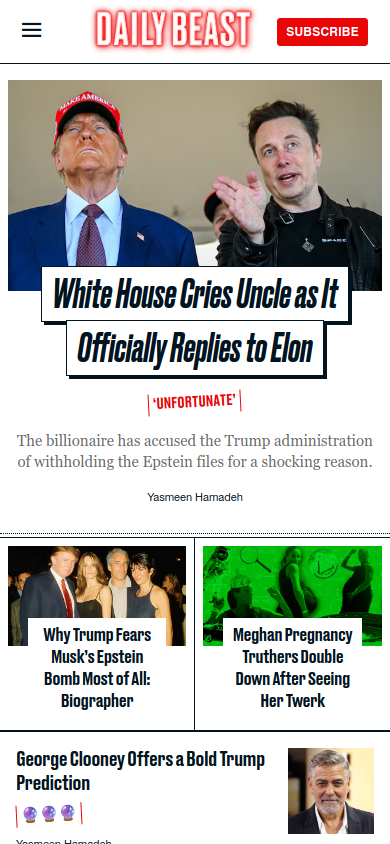 DAILY BEAST
SUBSCRIBE
MAKE AMERICA
SPACEX
White House Cries Uncle as It
Officially Replies to Elon
'UNFORTUNATE'
The billionaire has accused the Trump administration
of withholding the Epstein files for a shocking reason.
Yasmeen Hamadeh
Why Trump Fears
Musk's Epstein
Bomb Most of All:
Biographer
Meghan Pregnancy
Truthers Double
Down After Seeing
Her Twerk
George Clooney Offers a Bold Trump
Prediction
Yasmeen Hamadeh